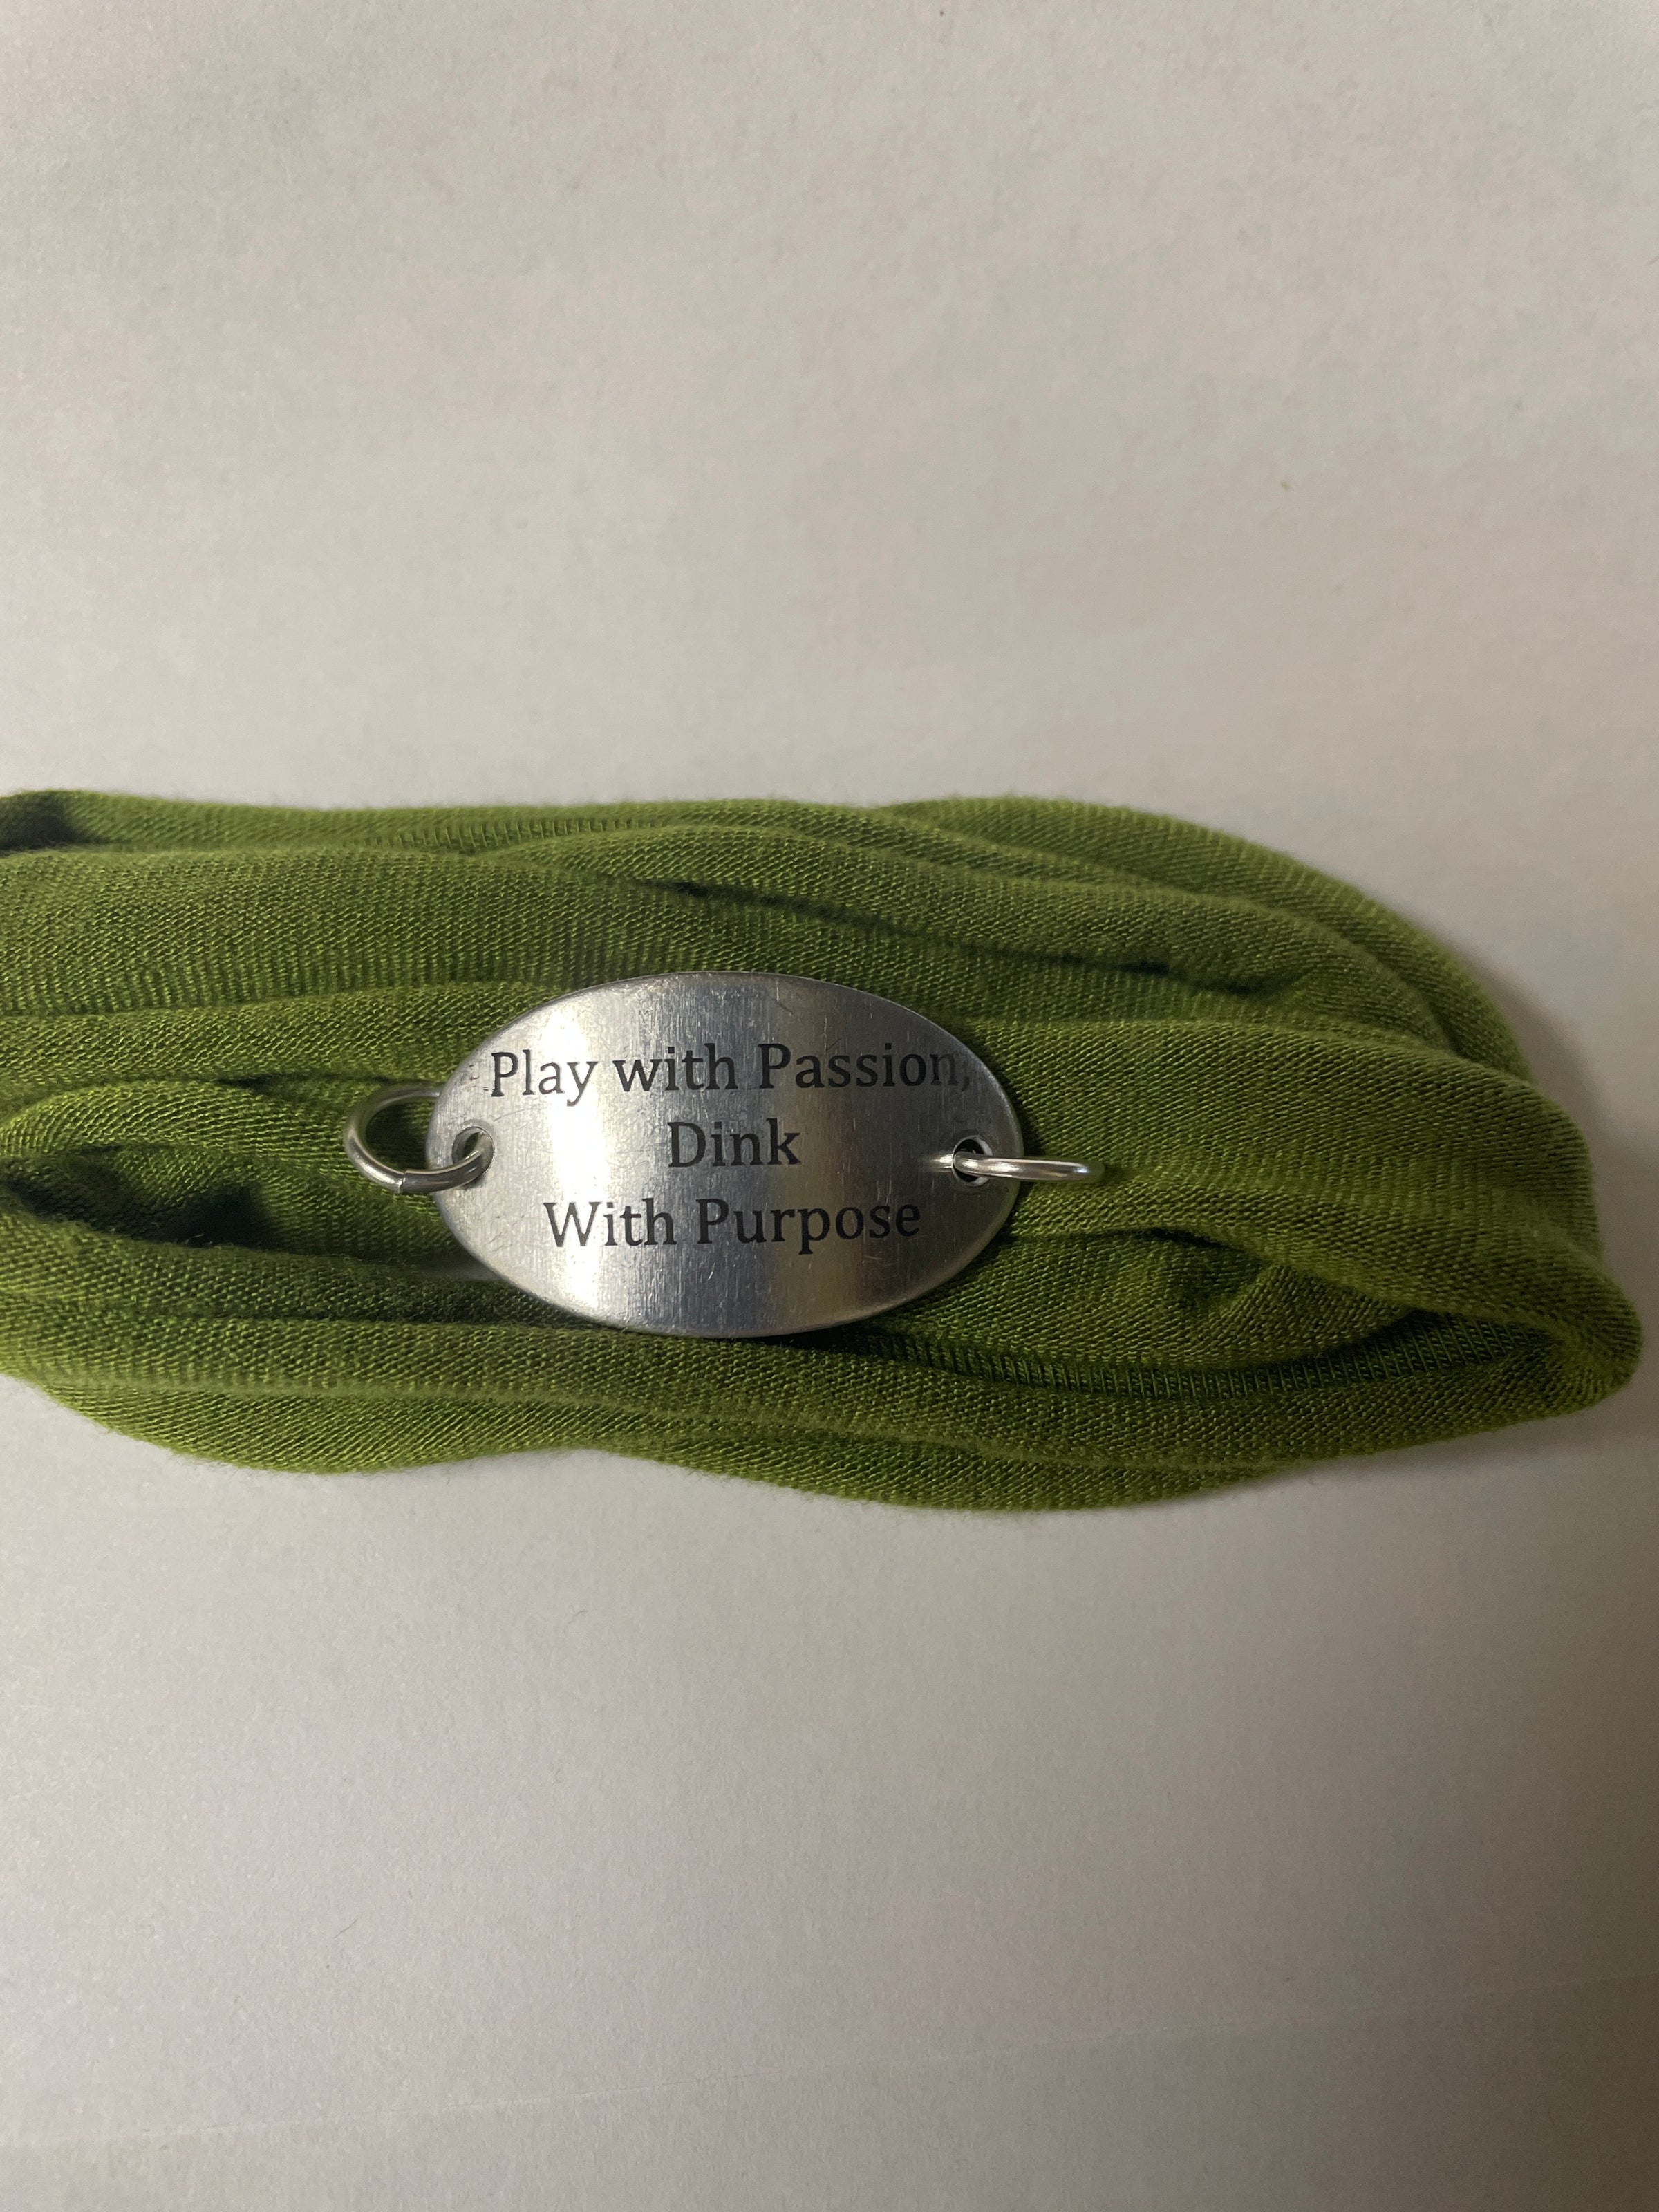 Play with Passion,
Dink
With Purpose